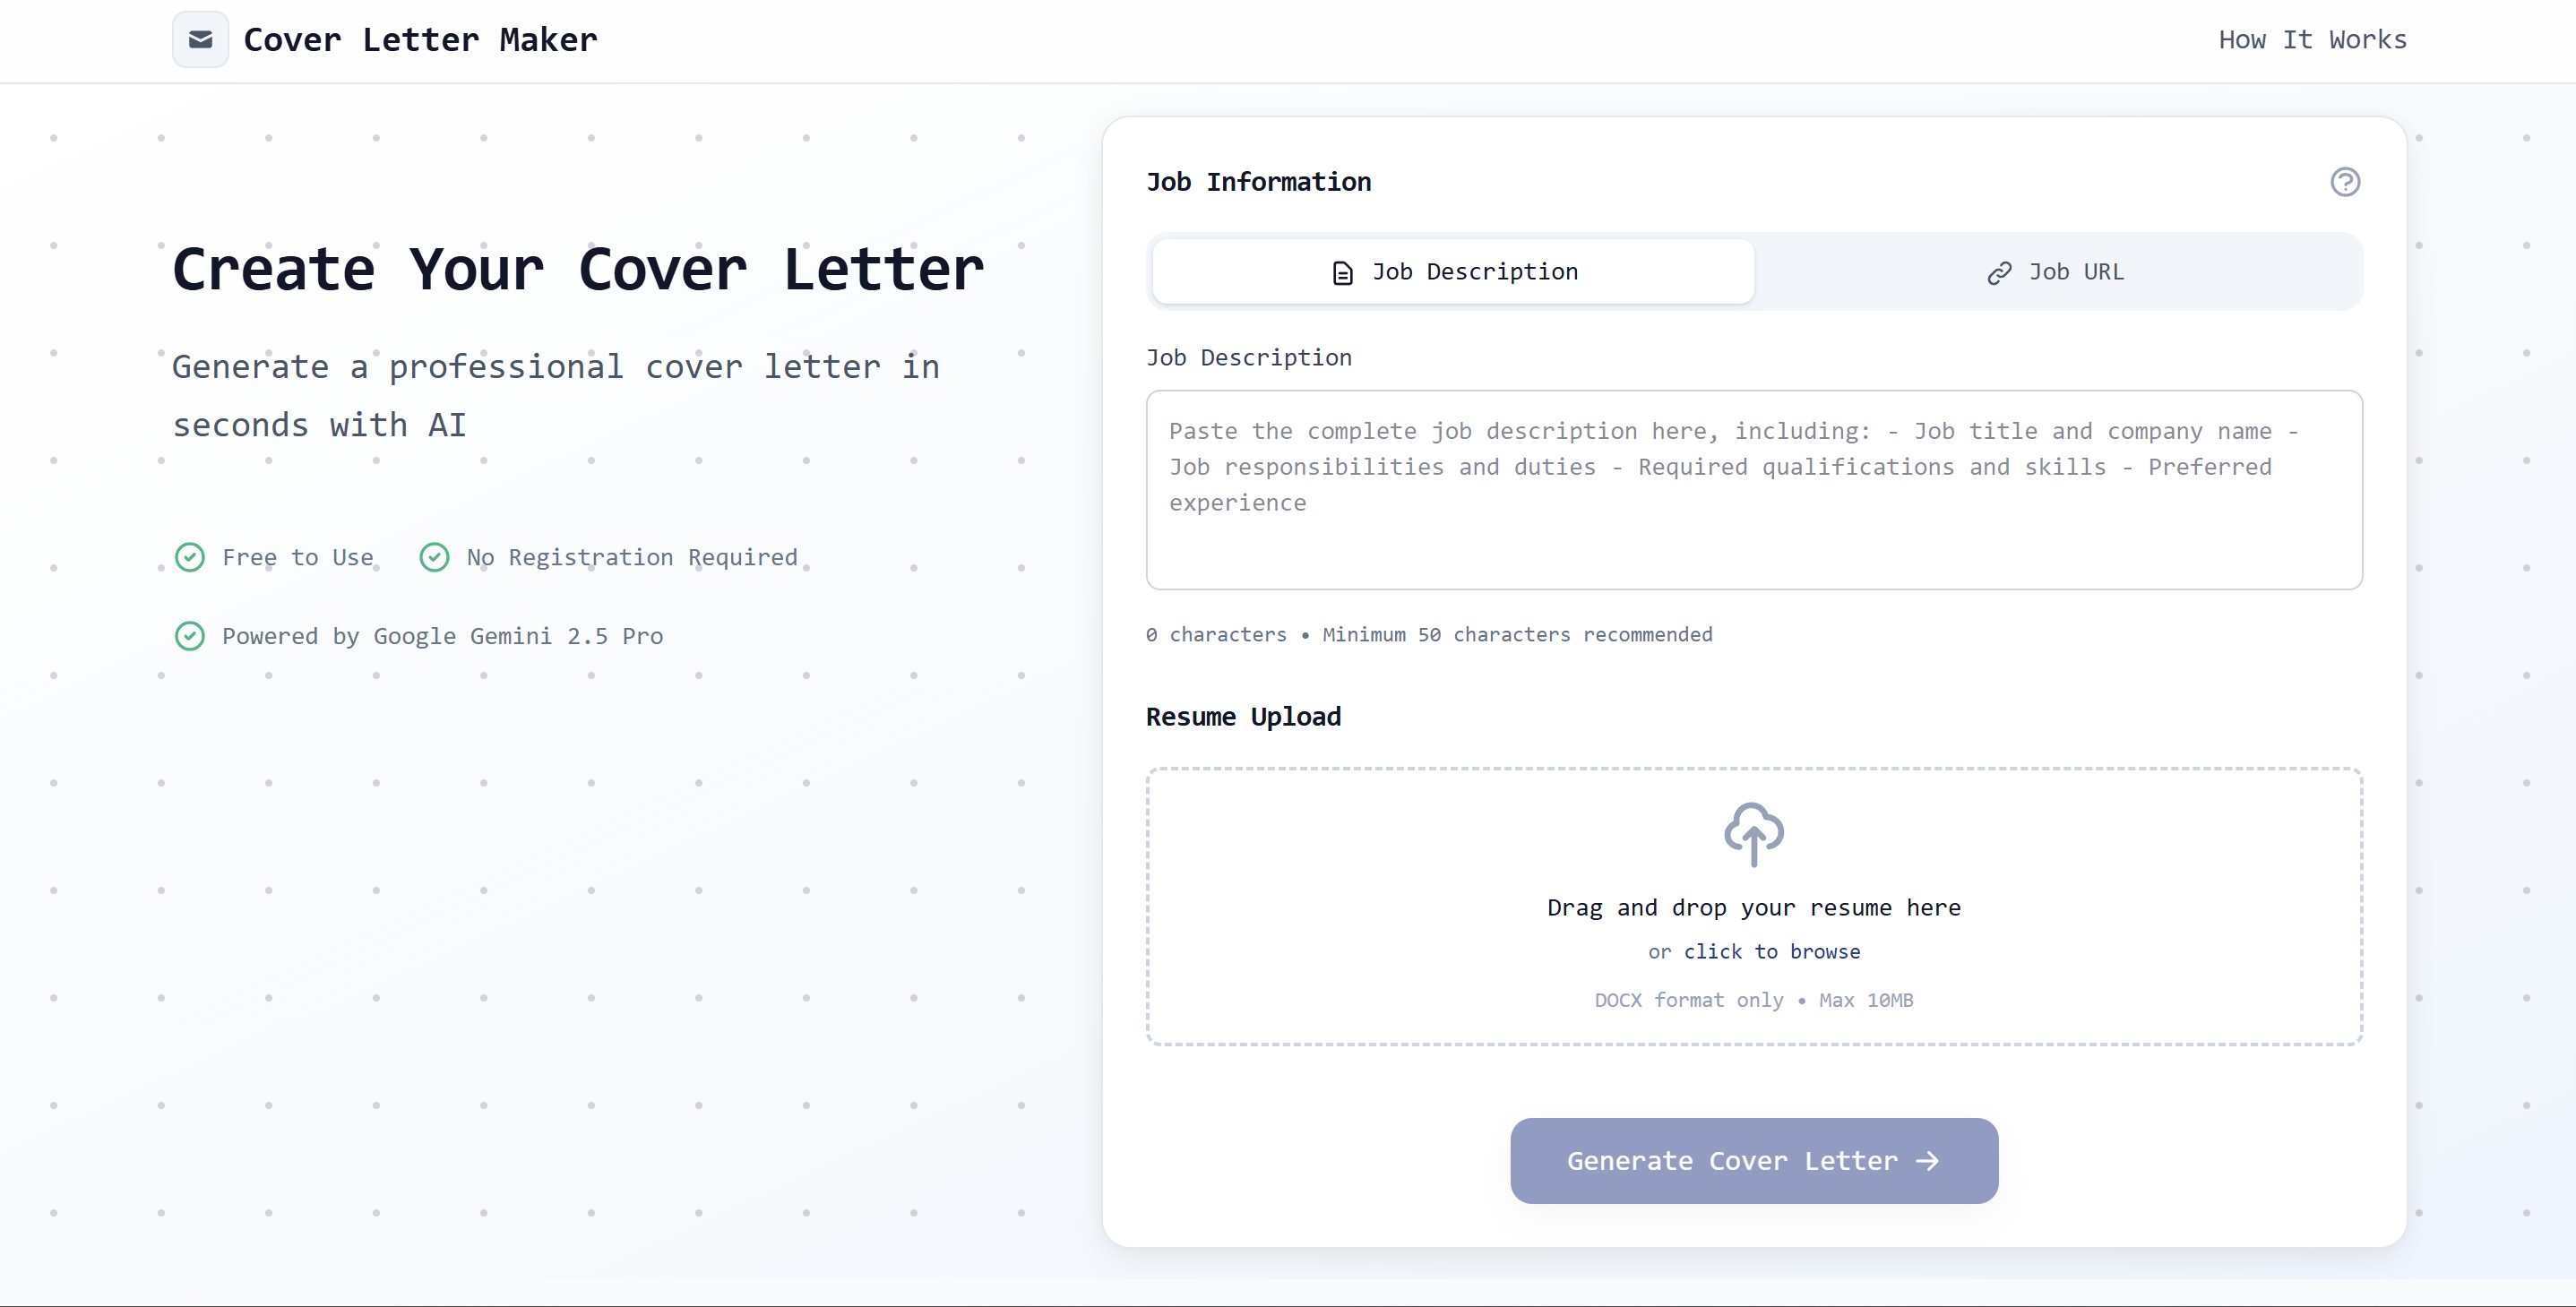 Cover Letter Maker
How It Works
Create Your Cover Letter
Generate a professional cover letter in
seconds with AI
Free to Use
No Registration Required
Powered by Google Gemini 2.5 Pro
Job Information
Job Description
Job URL
Job Description
Paste the complete job description here, including: - Job title and company name -
Job responsibilities and duties - Required qualifications and skills - Preferred
experience
0 characters • Minimum 50 characters recommended
Resume Upload
Drag and drop your resume here
or click to browse
DOCX format only • Max 10MB
Generate Cover Letter →